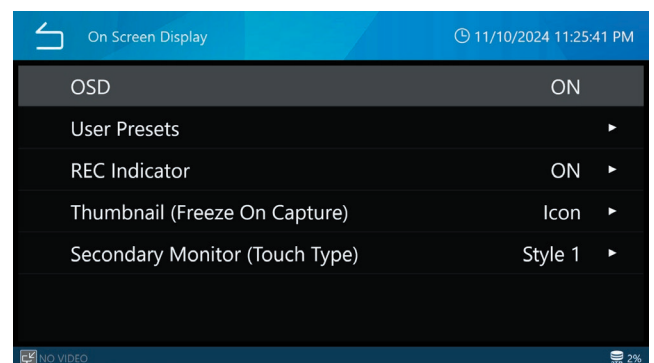 On Screen Display 11/10/2024 11:25:41 PM
OSD ON
User Presets
REC Indicator ON
Thumbnail (Freeze On Capture) Icon
Secondary Monitor (Touch Type) Style 1
NO VIDEO 2%